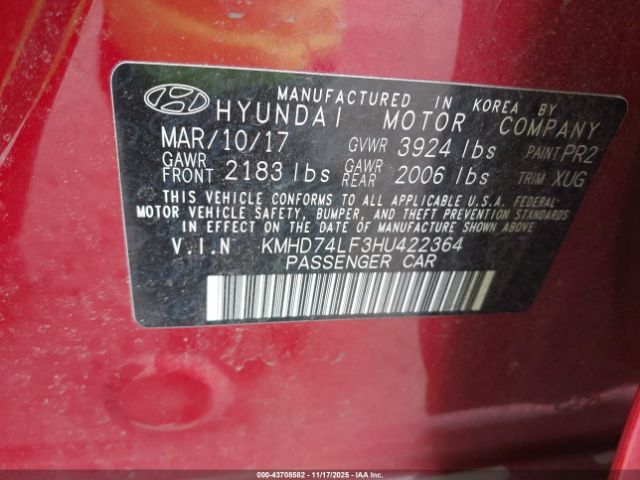 MANUFACTURED IN KOREA BY
HYUNDAI MOTOR COMPANY
MAR/10/17 GVWR 3924 lbs PAINT PR2
GAWR FRONT 2183 lbs GAWR REAR 2006 lbs TRIM XUG
THIS VEHICLE CONFORMS TO ALL APPLICABLE U.S.A. FEDERAL
MOTOR VEHICLE SAFETY, BUMPER, AND THEFT PREVENTION
STANDARDS IN EFFECT ON THE DATE OF MANUFACTURE SHOWN ABOVE.
V.I.N KMHD74LF3HU422364
PASSENGER CAR
000-43708582 - 11/17/2025 - IAA Inc.